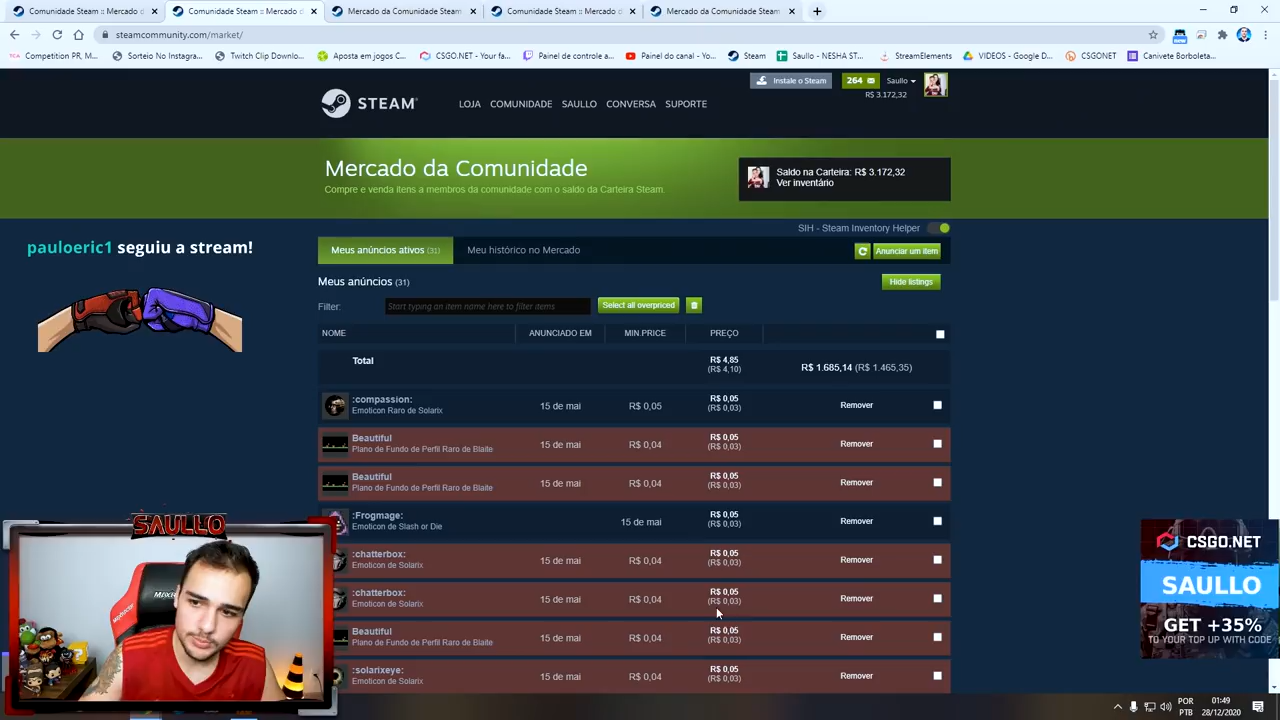 Comunidade Steam :: Mercado da
Comunidade Steam :: Mercado da
Mercado da Comunidade Steam
Mercado da Comunidade Steam
Mercado da Comunidade Steam
steamcommunity.com/market/
Competition PR, M...
Sorteio No Instagra...
Twitch Clip Downlo...
Aposta em jogos C...
CSGO.NET - Your f...
Painel de controle a...
Painel do canal - Yo...
Steam
Saullo - NESHA ST...
StreamElements
VIDEOS - Google D...
CSGONET
Canivete Borboleta...
Instale o Steam
264
Saullo
R$ 3.172,32
STEAM
LOJA COMUNIDADE SAULLO CONVERSA SUPORTE
Mercado da Comunidade
Compre e venda itens a membros da comunidade com o saldo da Carteira Steam.
Saldo na Carteira: R$ 3.172,32
Ver inventário
SIH - Steam Inventory Helper
pauloeric1 seguiu a stream!
Meus anúncios ativos (31)
Meu histórico no Mercado
Anunciar um item
Meus anúncios (31)
Hide listings
Filter:
Start typing an item name here to filter items
Select all overpriced
NOME ANUNCIADO EM MIN.PRICE PREÇO
Total R$ 4,85 (R$ 4,10) R$ 1.685,14 (R$ 1.465,35)
:compassion: Emoticon Raro de Solarix 15 de mai R$ 0,05 R$ 0,05 (R$ 0,03) Remover
Beautiful Plano de Fundo de Perfil Raro de Blaite 15 de mai R$ 0,04 R$ 0,05 (R$ 0,03) Remover
Beautiful Plano de Fundo de Perfil Raro de Blaite 15 de mai R$ 0,04 R$ 0,05 (R$ 0,03) Remover
:Frogmage: Emoticon de Slash or Die 15 de mai R$ 0,05 (R$ 0,03) Remover
:chatterbox: Emoticon de Solarix 15 de mai R$ 0,04 R$ 0,05 (R$ 0,03) Remover
:chatterbox: Emoticon de Solarix 15 de mai R$ 0,04 R$ 0,05 (R$ 0,03) Remover
Beautiful Plano de Fundo de Perfil Raro de Blaite 15 de mai R$ 0,04 R$ 0,05 (R$ 0,03) Remover
:solarixeye: Emoticon de Solarix 15 de mai R$ 0,04 R$ 0,05 (R$ 0,03) Remover
SAULLO
CSGO.NET
SAULLO
GET +35%
TO YOUR TOP UP WITH CODE
POR
PTB
01:49
28/12/2020